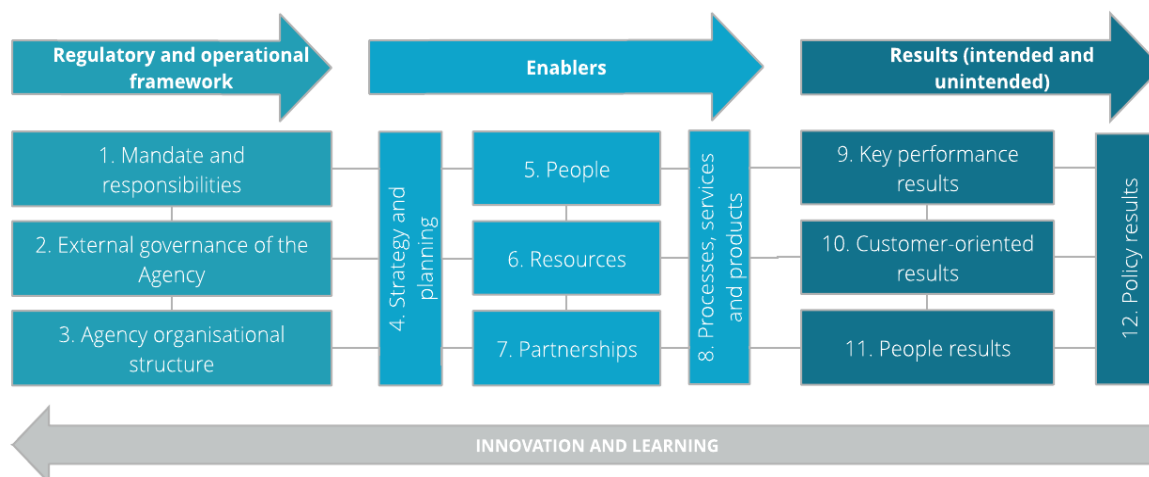 Regulatory and operational
framework
Enablers
Results (intended and
unintended)
1. Mandate and
responsibilities
2. External governance of the
Agency
3. Agency organisational
structure
4. Strategy and
planning
5. People
6. Resources
7. Partnerships
8. Processes, services
and products
9. Key performance
results
10. Customer-oriented
results
11. People results
12. Policy results
INNOVATION AND LEARNING